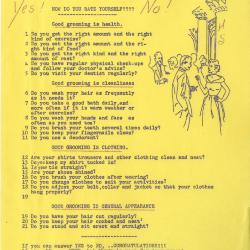 Yes! No!
HOW DO YOU RATE YOURSELF????
Good grooming is health.
1 Do you get the right amount and the right
kind of exercise?
2 Do you eat the right amount and the ri-
ght kind of food?
3 Do you get the right kind and the right
amount of rest?
4 Do you have regular physical check-ups
and follow your doctor's advice?
5 Do you visit your dentist regularly?
Good grooming is cleanliness
6 Do you wash your hair as frequently
as it needs it?
7 Do you take a good bath daily, and
more often if it is warm weather or
after exercise?
8 Do you wash your hands and face as
often as you need too?
9 Do you brush your teeth several times daily?
10 Do you keep your fingernails clean?
11 Do you use a deodorant?
GOOD GROOMING IS CLOTHING
12 Are your shirts trousers and other clothing clean and neat?
13 Do you keep my shirt tucked in?
14 Is your tie straight?
15 Are your shoes shined?
16 Do you brush your clothes after wearing?
17 Do you change clothes to suit your activities?
18 Do you adjust your belt, collar and jacket so that your clothes
hang properly?
19
GOOD GROOMING IS GENERAL APPEARANCE
19 Do you have your hair cut regularly?
20 Do you keep your hair combed and neat?
21 Do you stand and sit erect and straight?
If you can answer YES to